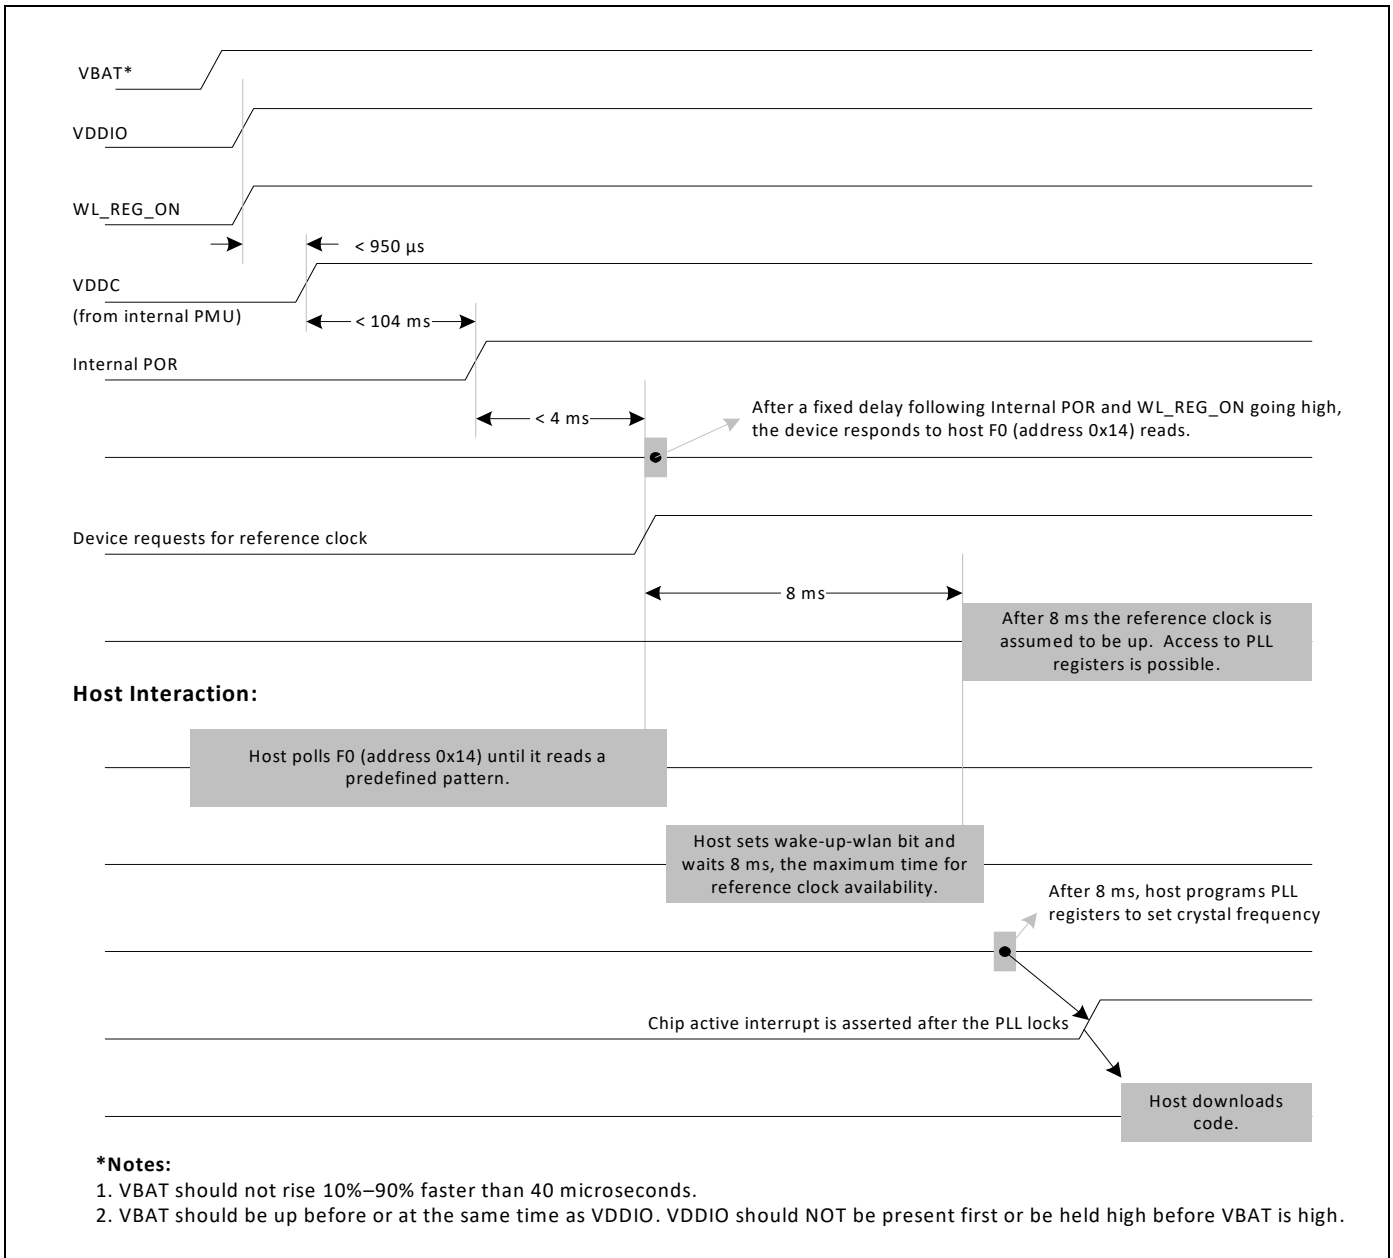 VBAT*
VDDIO
WL_REG_ON
< 950 µs
VDDC
(from internal PMU)
< 104 ms
Internal POR
< 4 ms
After a fixed delay following Internal POR and WL_REG_ON going high,
the device responds to host F0 (address 0x14) reads.
Device requests for reference clock
8 ms
After 8 ms the reference clock is
assumed to be up. Access to PLL
registers is possible.
Host Interaction:
Host polls F0 (address 0x14) until it reads a
predefined pattern.
Host sets wake-up-wlan bit and
waits 8 ms, the maximum time for
reference clock availability.
After 8 ms, host programs PLL
registers to set crystal frequency
Chip active interrupt is asserted after the PLL locks
Host downloads
code.
*Notes:
1. VBAT should not rise 10%–90% faster than 40 microseconds.
2. VBAT should be up before or at the same time as VDDIO. VDDIO should NOT be present first or be held high before VBAT is high.